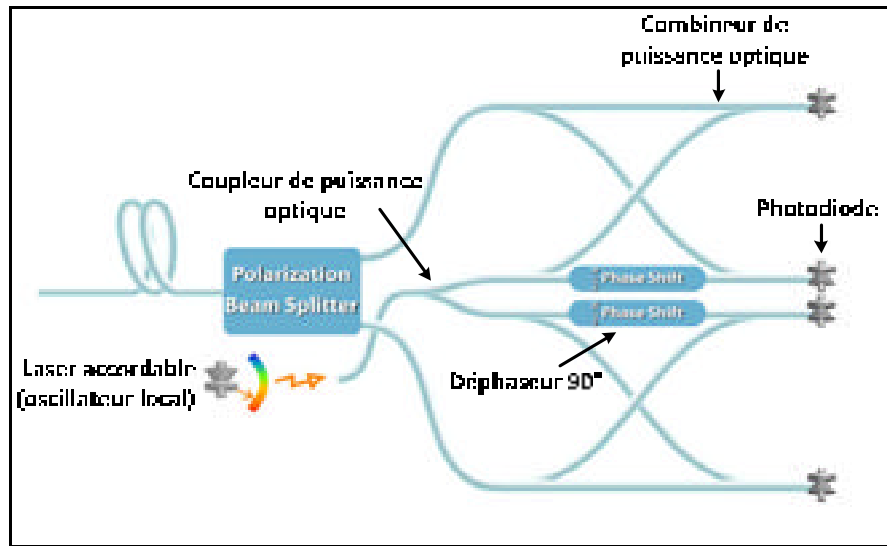 Combineur de
puissance optique
Coupleur de puissance
optique
Photodiode
Polarization
Beam Splitter
Phase Shift
Phase Shift
Laser accordable
(oscillateur local)
Déphaseur 90°